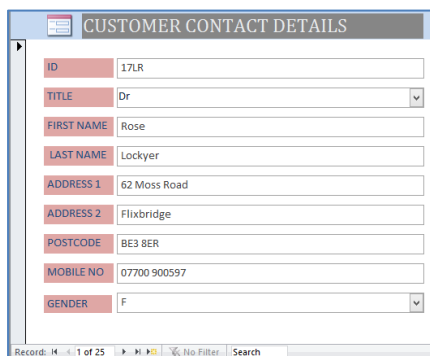 CUSTOMER CONTACT DETAILS
ID 17LR
TITLE Dr
FIRST NAME Rose
LAST NAME Lockyer
ADDRESS 1 62 Moss Road
ADDRESS 2 Flixbridge
POSTCODE BE3 8ER
MOBILE NO 07700 900597
GENDER F
Record: 1 of 25 No Filter Search